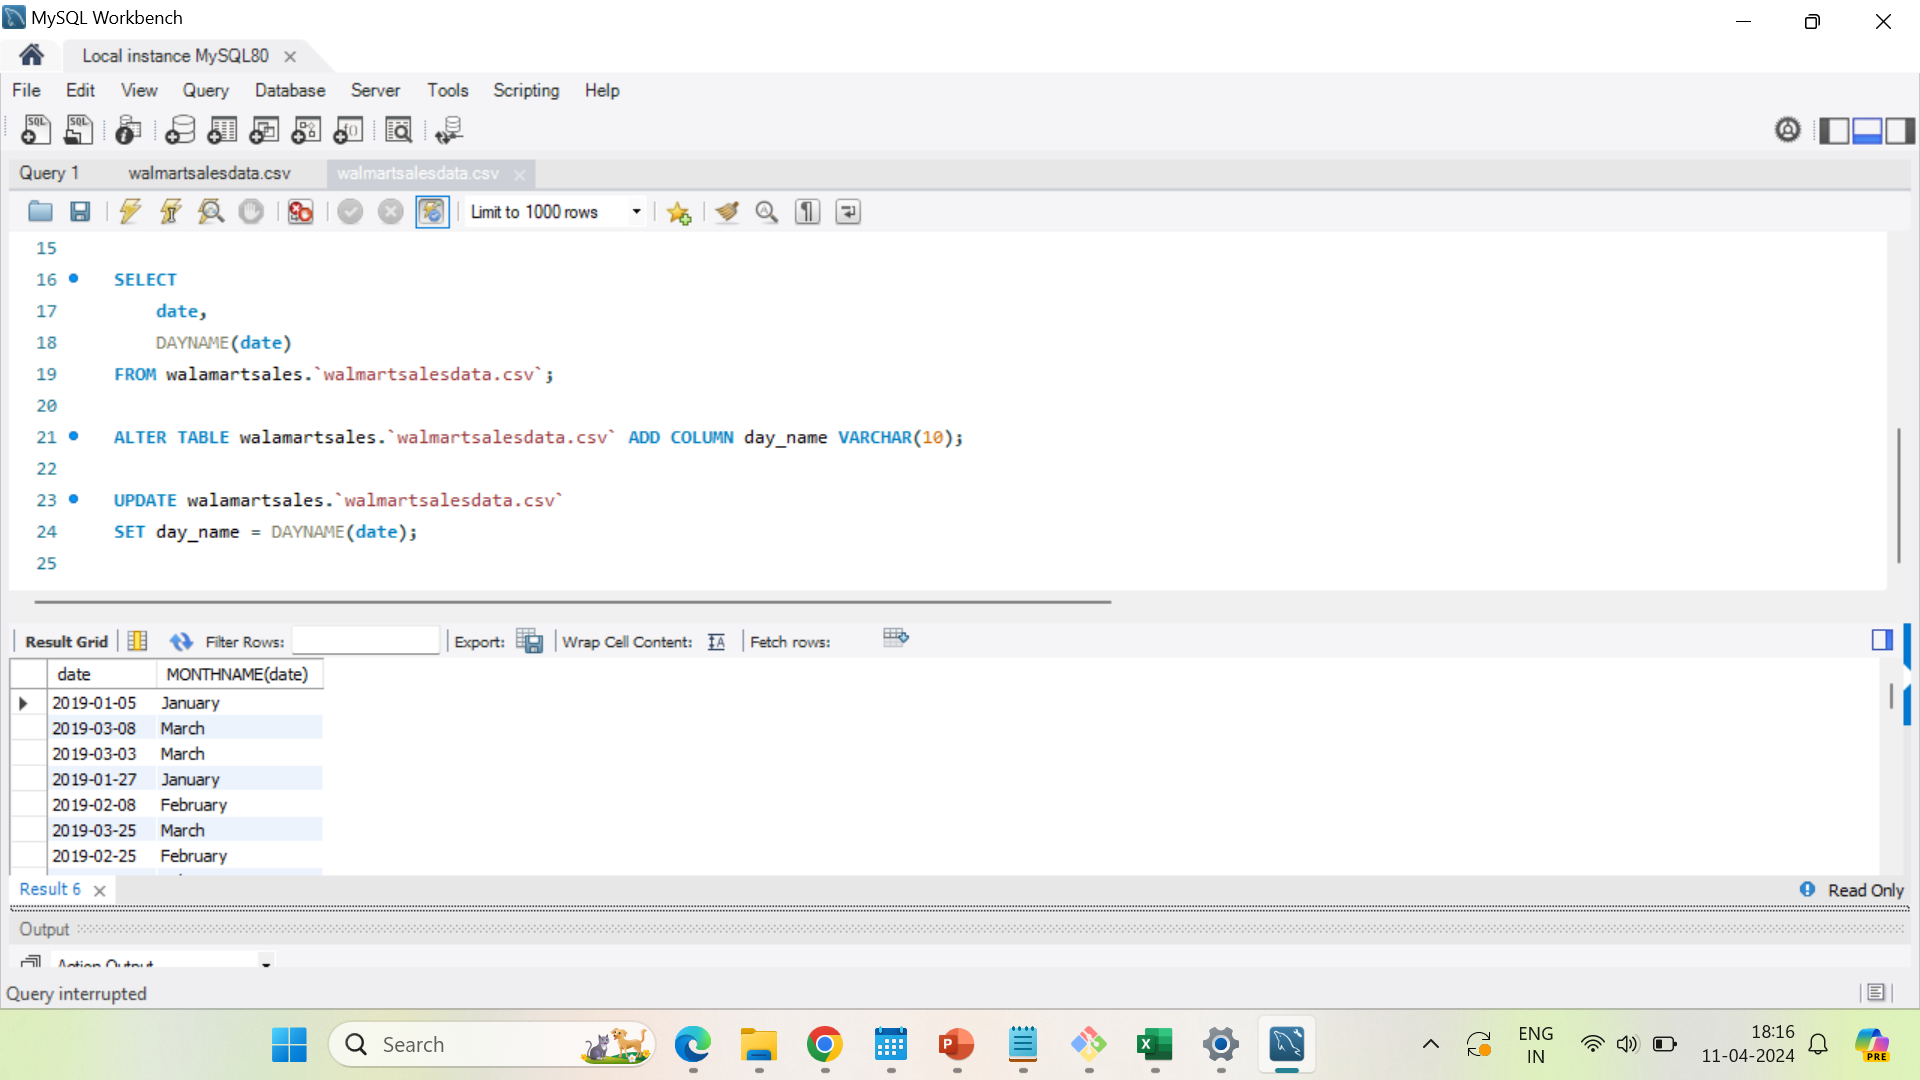 MySQL Workbench
Local instance MySQL80
File Edit View Query Database Server Tools Scripting Help
Query 1 walmartsalesdata.csv walmartsalesdata.csv
Limit to 1000 rows
15
16 SELECT
17 date,
18 DAYNAME(date)
19 FROM walamartsales.`walmartsalesdata.csv`;
20
21 ALTER TABLE walamartsales.`walmartsalesdata.csv` ADD COLUMN day_name VARCHAR(10);
22
23 UPDATE walamartsales.`walmartsalesdata.csv`
24 SET day_name = DAYNAME(date);
25
Result Grid Filter Rows: Export: Wrap Cell Content: Fetch rows:
date MONTHNAME(date)
2019-01-05 January
2019-03-08 March
2019-03-03 March
2019-01-27 January
2019-02-08 February
2019-03-25 March
2019-02-25 February
Result 6 Read Only
Output
Action Output
Query interrupted
Search
ENG
IN
18:16
11-04-2024
PRE